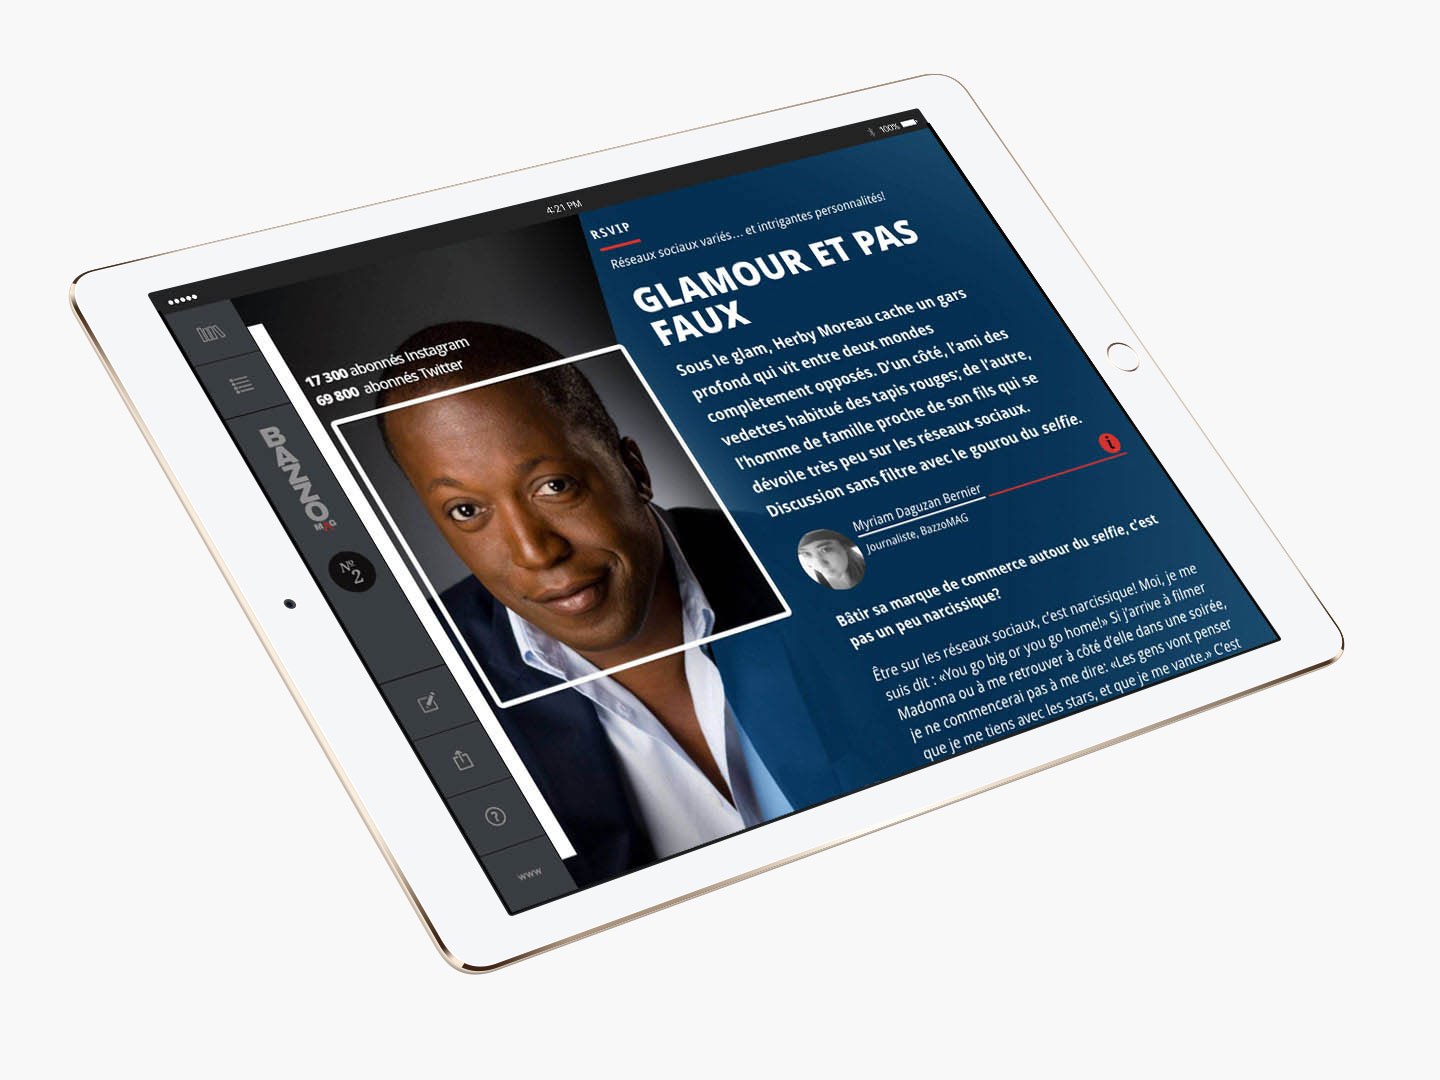 4:21 PM
100%
BAZZO
MAG
Nº
2
www
17 300 abonnés Instagram
69 800 abonnés Twitter
RSVIP
Réseaux sociaux variés… et intrigantes personnalités!
GLAMOUR ET PAS
FAUX
Sous le glam, Herby Moreau cache un gars
profond qui vit entre deux mondes
complètement opposés. D'un côté, l'ami des
vedettes habitué des tapis rouges; de l'autre,
l'homme de famille proche de son fils qui se
dévoile très peu sur les réseaux sociaux.
Discussion sans filtre avec le gourou du selfie.
i
Myriam Daguzan Bernier
Journaliste, BazzoMAG
Bâtir sa marque de commerce autour du selfie, c'est
pas un peu narcissique?
Être sur les réseaux sociaux, c'est narcissique! Moi, je me
suis dit : «You go big or you go home!» Si j'arrive à filmer
Madonna ou à me retrouver à côté d'elle dans une soirée,
je ne commencerai pas à me dire: «Les gens vont penser
que je me tiens avec les stars, et que je me vante.» C'est